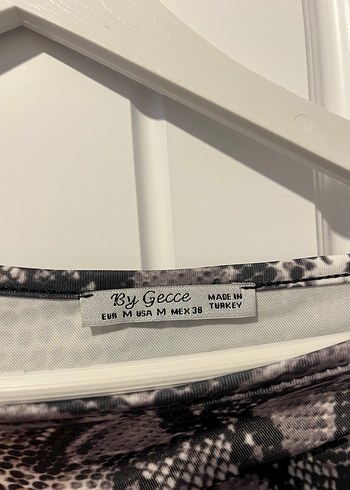 By Gecce
EUR M USA M MEX 38
MADE IN
TURKEY